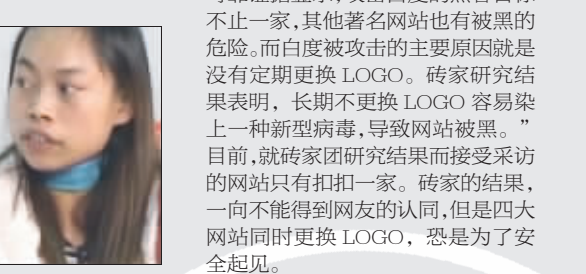 不止一家,其他著名网站也有被黑的
危险。而白度被攻击的主要原因就是
没有定期更换 LOGO。砖家研究结
果表明，长期不更换 LOGO 容易染
上一种新型病毒,导致网站被黑。”
目前,就砖家团研究结果而接受采访
的网站只有扣扣一家。砖家的结果,
一向不能得到网友的认同,但是四大
网站同时更换 LOGO，恐是为了安
全起见。